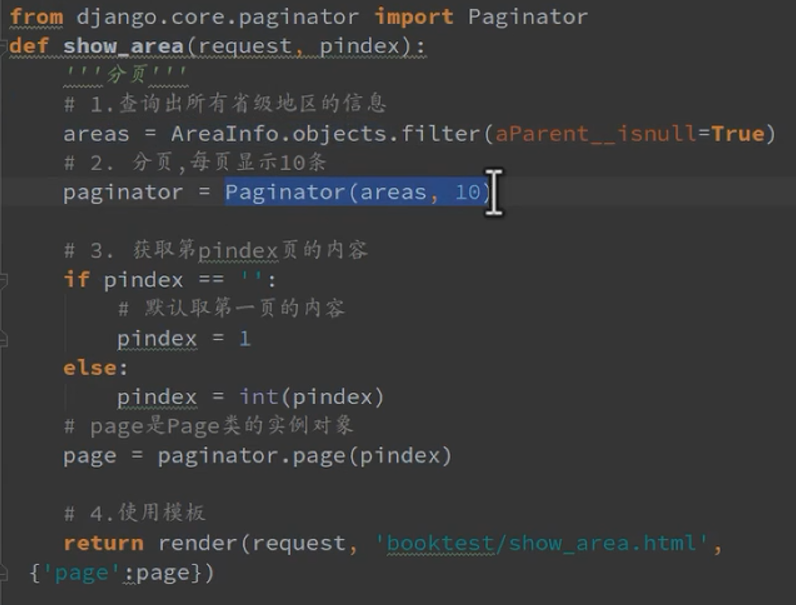 from django.core.paginator import Paginator
def show_area(request, pindex):
'''分页'''
# 1.查询出所有省级地区的信息
areas = AreaInfo.objects.filter(aParent__isnull=True)
# 2. 分页,每页显示10条
paginator = Paginator(areas, 10)
# 3. 获取第pindex页的内容
if pindex == '':
# 默认取第一页的内容
pindex = 1
else:
pindex = int(pindex)
# page是Page类的实例对象
page = paginator.page(pindex)
# 4.使用模板
return render(request, 'booktest/show_area.html',
{'page':page})